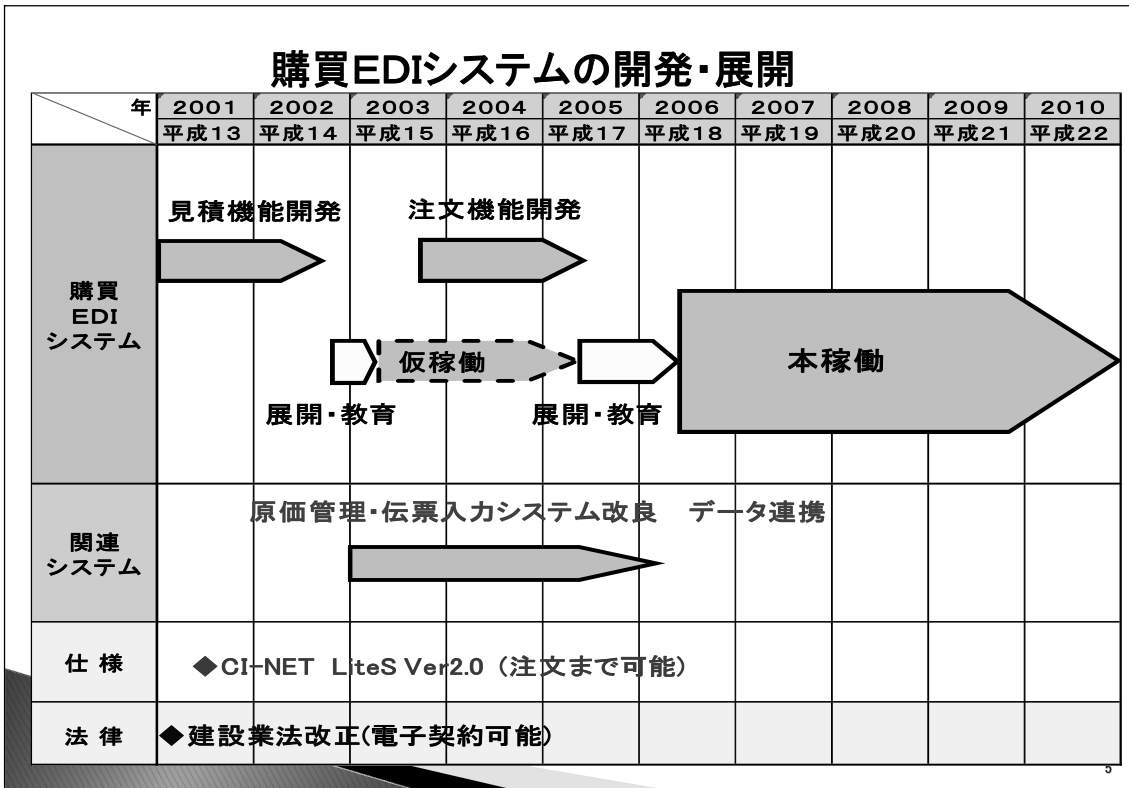 購買EDIシステムの開発・展開
年 2001 2002 2003 2004 2005 2006 2007 2008 2009 2010
平成13 平成14 平成15 平成16 平成17 平成18 平成19 平成20 平成21 平成22
見積機能開発 注文機能開発
購買
EDI
システム
仮稼働 本稼働
展開・教育 展開・教育
原価管理・伝票入力システム改良 データ連携
関連
システム
仕 様 ◆CI-NET LiteS Ver2.0 (注文まで可能)
法 律 ◆建設業法改正(電子契約可能)
5